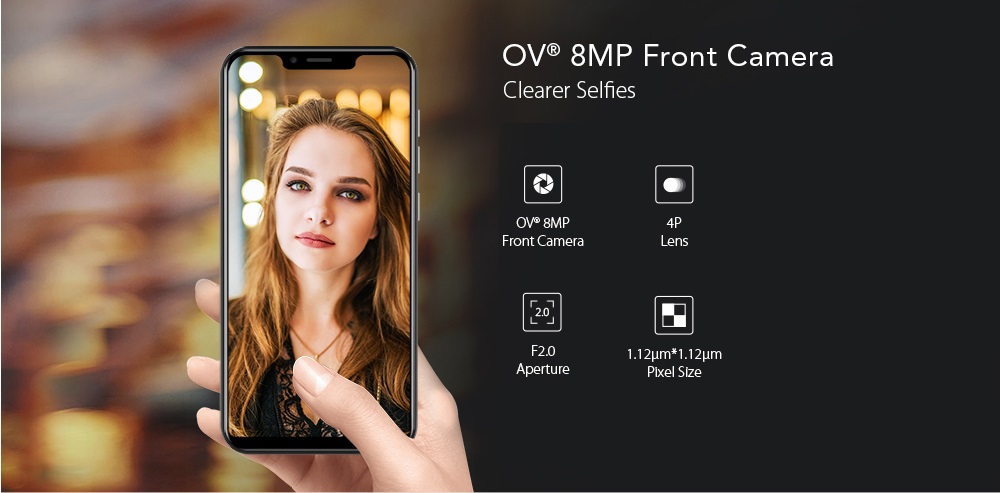 OV® 8MP Front Camera
Clearer Selfies
OV® 8MP
Front Camera
4P
Lens
2.0
F2.0
Aperture
1.12μm*1.12μm
Pixel Size